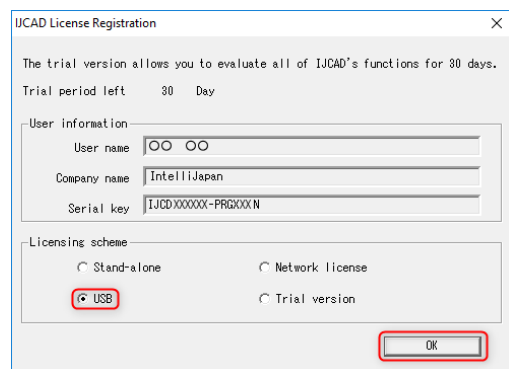 IJCAD License Registration
The trial version allows you to evaluate all of IJCAD's functions for 30 days.
Trial period left 30 Day
User information
User name ○○ ○○
Company name IntelliJapan
Serial key IJCDXXXXXX-PRGXXXN
Licensing scheme
Stand-alone Network license
USB Trial version
OK